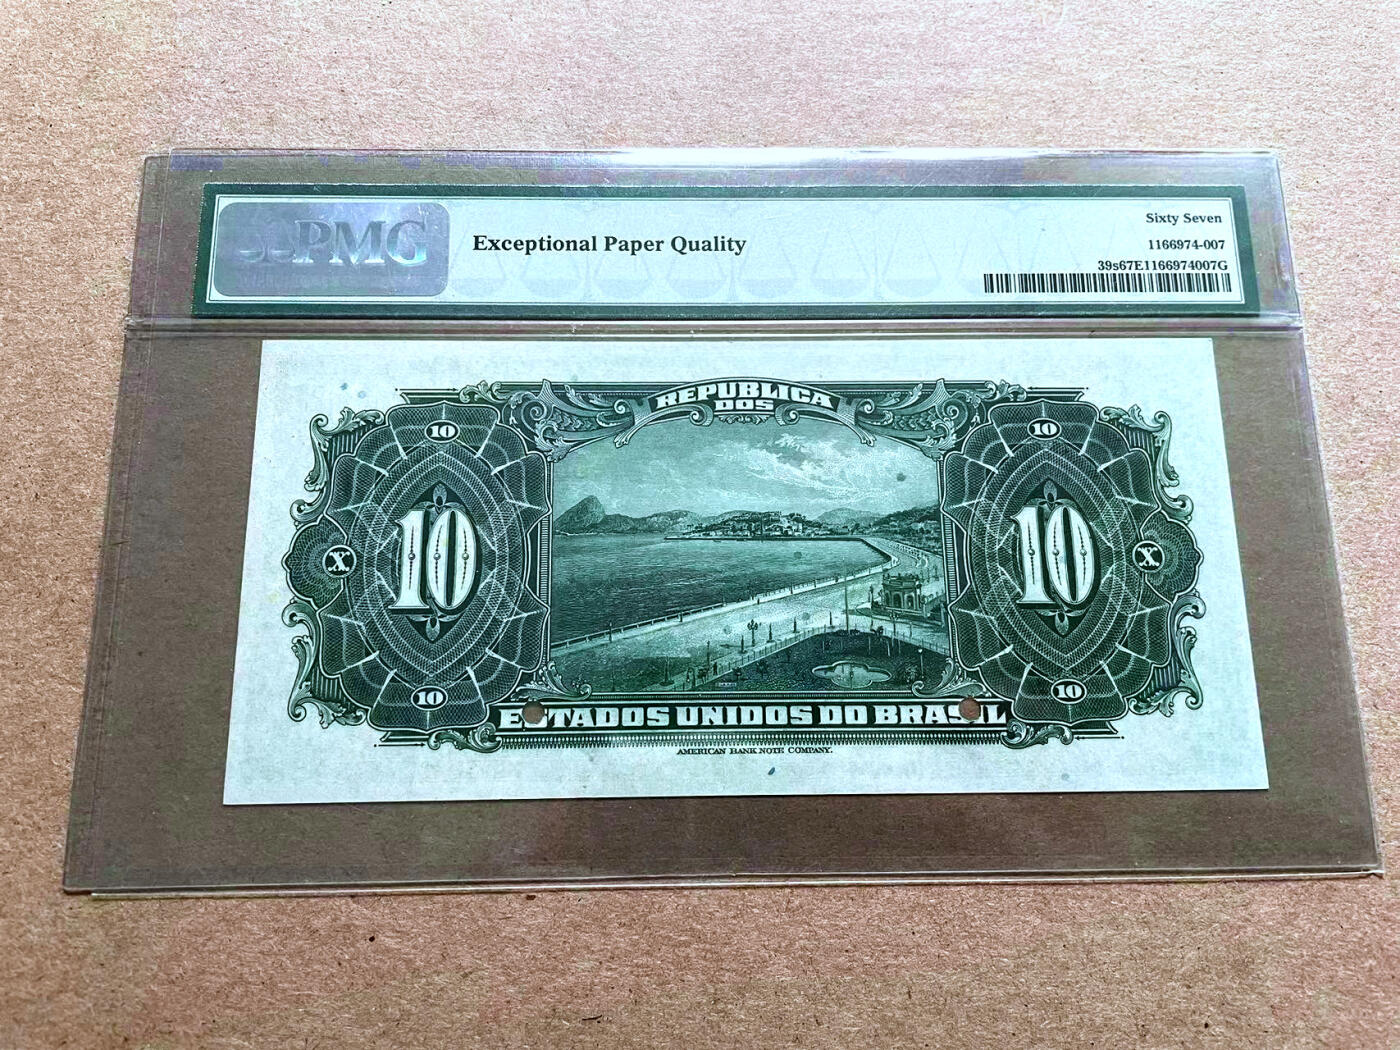 PMG
Exceptional Paper Quality
Sixty Seven
1166974-007
39s67E1166974007G
REPUBLICA
DOS
10
10
X
10
10
X
10
10
ESTADOS UNIDOS DO BRASIL
AMERICAN BANK NOTE COMPANY.